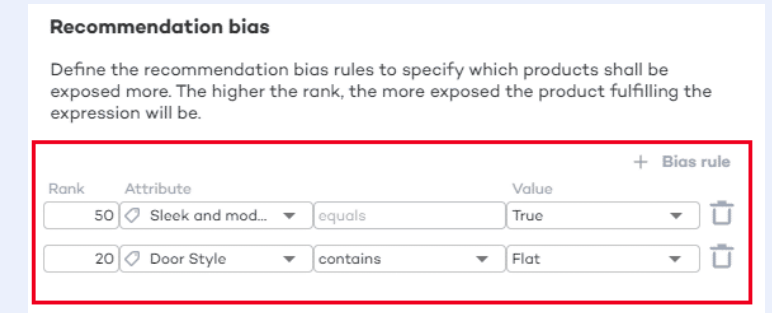 Recommendation bias
Define the recommendation bias rules to specify which products shall be
exposed more. The higher the rank, the more exposed the product fulfilling the
expression will be.
+ Bias rule
Rank Attribute Value
50 Sleek and mod... equals True
20 Door Style contains Flat